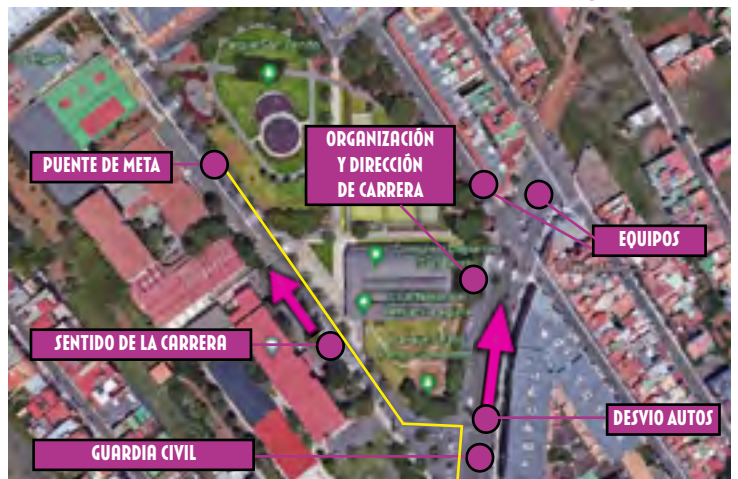 PUENTE DE META
ORGANIZACIÓN
Y DIRECCIÓN
DE CARRERA
EQUIPOS
SENTIDO DE LA CARRERA
DESVIO AUTOS
GUARDIA CIVIL